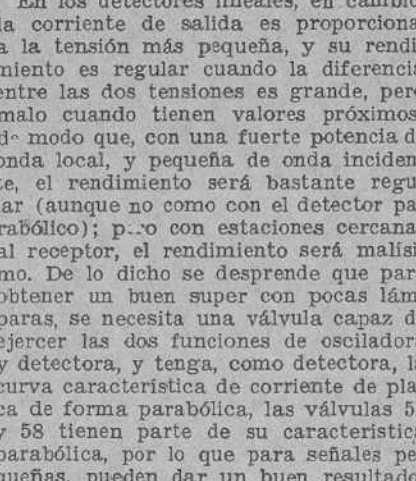 En los detectores lineales, en cambio
la corriente de salida es proporciona
a la tensión más pequeña, y su rendi
miento es regular cuando la diferencia
entre las dos tensiones es grande, pero
malo cuando tienen valores próximos
modo que, con una fuerte potencia d
onda local, y pequeña de onda inciden
te, el rendimiento será bastante regu
lar (aunque no como con el detector pa
rabólico); con estaciones cercana
al receptor, el rendimiento será malísi
mo. De lo dicho se desprende que par
obtener un buen super con pocas lám
paras, se necesita una válvula capaz d
ejercer las dos funciones de oscilador
y detectora, y tenga, como detectora, l
curva característica de corriente de pla
ca de forma parabólica, las válvulas 5
y 58 tienen parte de su característica
parabólica, por lo que para señales pe
queñas, pueden dar un buen resultado